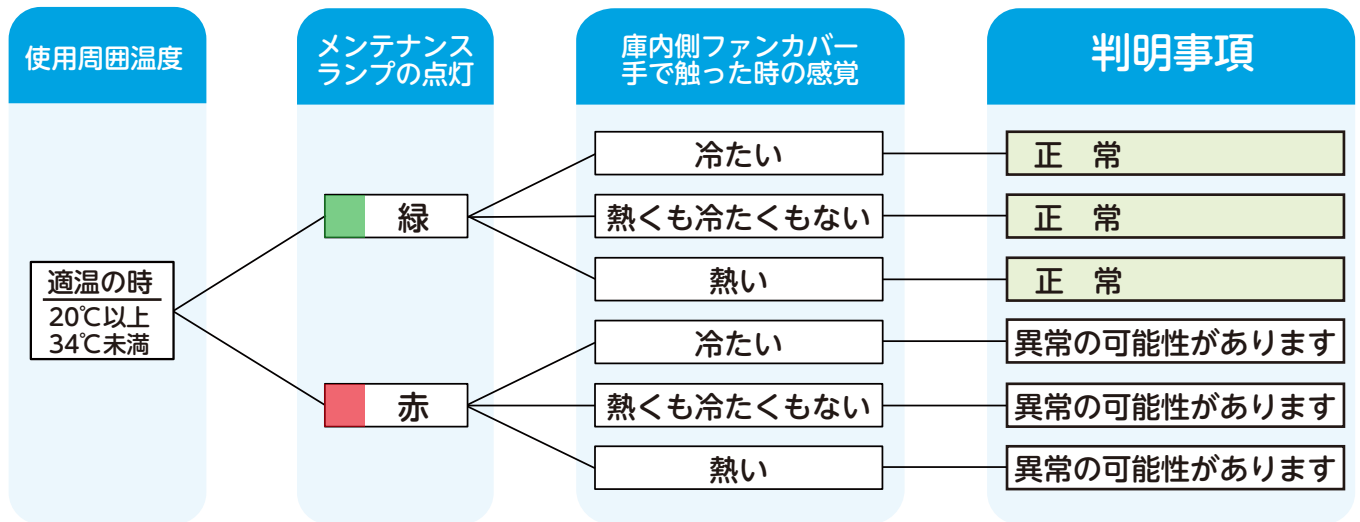 使用周囲温度
メンテナンス
ランプの点灯
庫内側ファンカバー
手で触った時の感覚
判明事項
適温の時
20℃以上
34℃未満
緑
冷たい
正　常
熱くも冷たくもない
正　常
熱い
正　常
赤
冷たい
異常の可能性があります
熱くも冷たくもない
異常の可能性があります
熱い
異常の可能性があります